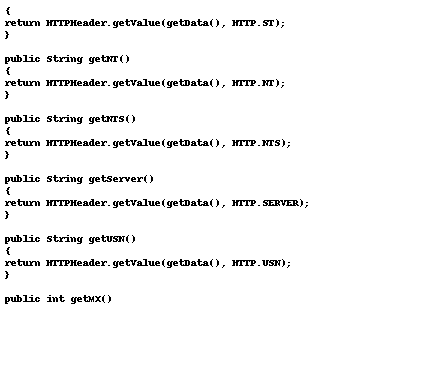 {
return HTTPHeader.getValue(getData(), HTTP.ST);
}
public String getNT()
{
return HTTPHeader.getValue(getData(), HTTP.NT);
}
public String getNTS()
{
return HTTPHeader.getValue(getData(), HTTP.NTS);
}
public String getServer()
{
return HTTPHeader.getValue(getData(), HTTP.SERVER);
}
public String getUSN()
{
return HTTPHeader.getValue(getData(), HTTP.USN);
}
public int getMX()